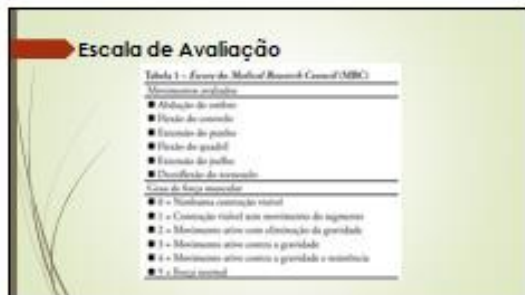 Escala de Avaliação
Tabela 1 – Escore do Medical Research Council (MRC)
Movimentos avaliados
■ Abdução do ombro
■ Flexão do cotovelo
■ Extensão do punho
■ Flexão do quadril
■ Extensão do joelho
■ Dorsiflexão do tornozelo
Grau de força muscular
■ 0 = Nenhuma contração visível
■ 1 = Contração visível sem movimento do segmento
■ 2 = Movimento ativo com eliminação da gravidade
■ 3 = Movimento ativo contra a gravidade
■ 4 = Movimento ativo contra a gravidade e resistência
■ 5 = Força normal